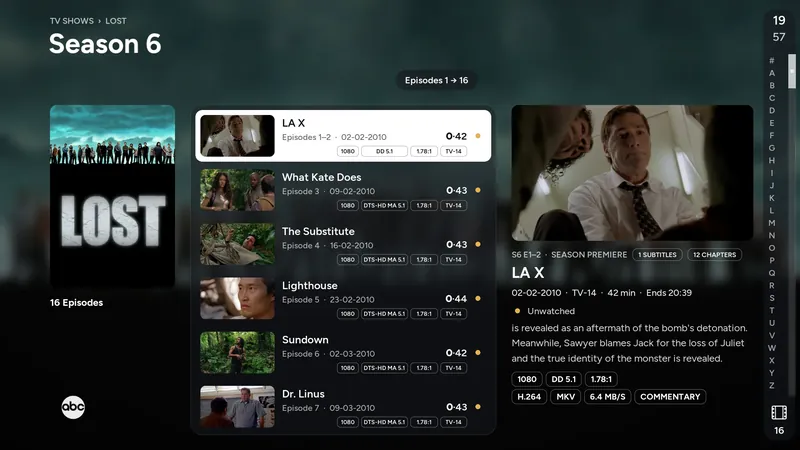 TV SHOWS › LOST
Season 6
Episodes 1 → 16
19
57
#
A
B
C
D
E
F
G
H
I
J
K
L
M
N
O
P
Q
R
S
T
U
V
W
X
Y
Z
16
LOST
16 Episodes
abc
LA X
Episodes 1–2 · 02-02-2010
0:42
1080 DD 5.1 1.78:1 TV-14
What Kate Does
Episode 3 · 09-02-2010
0:43
1080 DTS-HD MA 5.1 1.78:1 TV-14
The Substitute
Episode 4 · 16-02-2010
0:43
1080 DTS-HD MA 5.1 1.78:1 TV-14
Lighthouse
Episode 5 · 23-02-2010
0:44
1080 DTS-HD MA 5.1 1.78:1 TV-14
Sundown
Episode 6 · 02-03-2010
0:42
1080 DTS-HD MA 5.1 1.78:1 TV-14
Dr. Linus
Episode 7 · 09-03-2010
0:43
1080 DTS-HD MA 5.1 1.78:1 TV-14
S6 E1–2 · SEASON PREMIERE 1 SUBTITLES 12 CHAPTERS
LA X
02-02-2010 · TV-14 · 42 min · Ends 20:39
Unwatched
is revealed as an aftermath of the bomb's detonation.
Meanwhile, Sawyer blames Jack for the loss of Juliet
and the true identity of the monster is revealed.
1080 DD 5.1 1.78:1
H.264 MKV 6.4 MB/S COMMENTARY